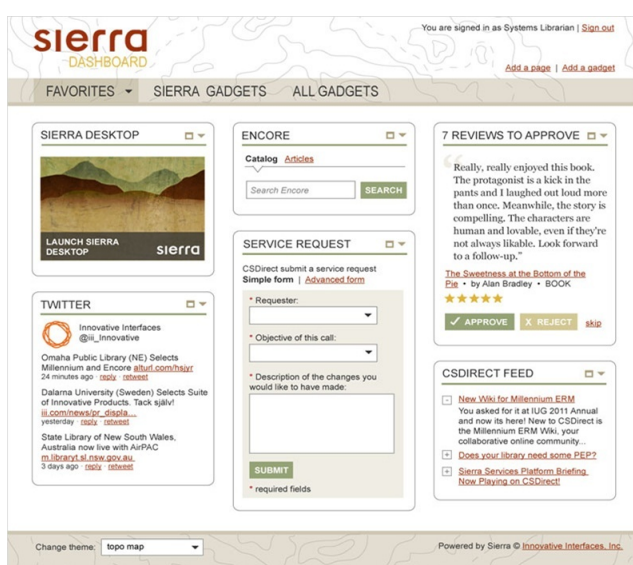 sierra
DASHBOARD
You are signed in as Systems Librarian | Sign out
Add a page | Add a gadget
FAVORITES SIERRA GADGETS ALL GADGETS
SIERRA DESKTOP
LAUNCH SIERRA
DESKTOP
sierra
TWITTER
Innovative Interfaces
@iii_Innovative
Omaha Public Library (NE) Selects
Millennium and Encore alturl.com/hsjyr
24 minutes ago · reply · retweet
Dalarna University (Sweden) Selects Suite
of Innovative Products. Tack själv!
iii.com/news/pr_displa...
yesterday · reply · retweet
State Library of New South Wales,
Australia now live with AirPAC
m.libraryt.sl.nsw.gov.au
3 days ago · reply · retweet
ENCORE
Catalog Articles
Search Encore SEARCH
SERVICE REQUEST
CSDirect submit a service request
Simple form | Advanced form
* Requester:
* Objective of this call:
* Description of the changes you
would like to have made:
SUBMIT
* required fields
7 REVIEWS TO APPROVE
“Really, really enjoyed this book.
The protagonist is a kick in the
pants and I laughed out loud more
than once. Meanwhile, the story is
compelling. The characters are
human and lovable, even if they're
not always likable. Look forward
to a follow-up."
The Sweetness at the Bottom of the
Pie • by Alan Bradley • BOOK
✓ APPROVE X REJECT skip
CSDIRECT FEED
- New Wiki for Millennium ERM
You asked for it at IUG 2011 Annual
and now its here! New to CSDirect is
the Millennium ERM Wiki, your
collaborative online community...
+ Does your library need some PEP?
+ Sierra Services Platform Briefing
Now Playing on CSDirect!
Change theme: topo map
Powered by Sierra © Innovative Interfaces, Inc.